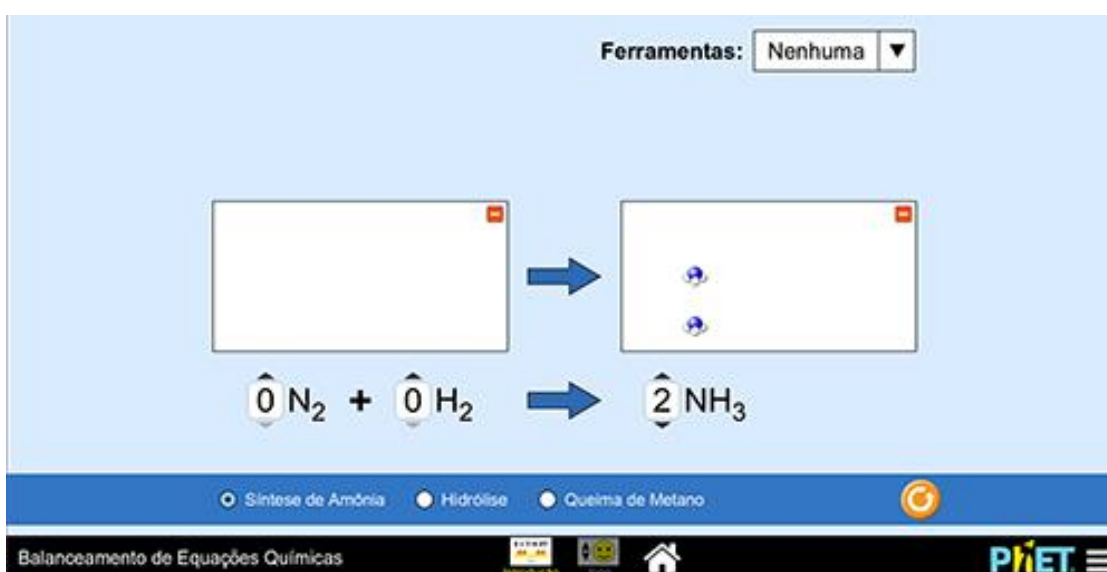 Ferramentas: Nenhuma ▼
0 N₂ + 0 H₂ → 2 NH₃
Síntese de Amônia Hidrólise Queima de Metano
Balanceamento de Equações Químicas PhET